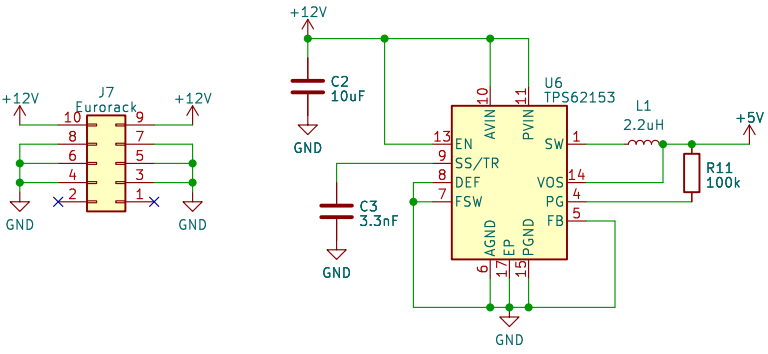 +12V
J7
Eurorack
+12V
+12V
10
9
8
7
6
5
4
3
2
1
GND
GND
+12V
C2
10uF
GND
U6
TPS62153
10
11
AVIN
PVIN
13
EN
SW
1
9
SS/TR
8
DEF
VOS
14
7
FSW
PG
4
FB
5
AGND
EP
PGND
6
17
15
C3
3.3nF
GND
L1
2.2uH
+5V
R11
100k
GND